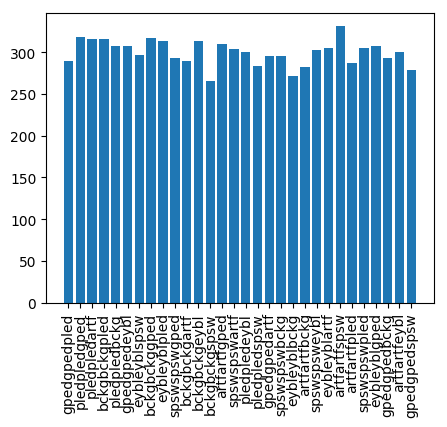 300
250
200
150
100
50
0
gpedgpedpled
pledpledgped
pledpledartf
bckgbckgpled
pledpledbckg
gpedgpedeybl
eybleyblspsw
bckgbckggped
eybleyblpled
spswspswgped
bckgbckgartf
bckgbckgeybl
bckgbckgspsw
artfartfgped
spswspswartf
pledpledeybl
pledpledspsw
gpedgpedartf
spswspswbckg
eybleyblbckg
artfartfbckg
spswspsweybl
eybleyblartf
artfartfspsw
artfartfpled
spswspswpled
eybleyblgped
gpedgpedbckg
artfartfeybl
gpedgpedspsw